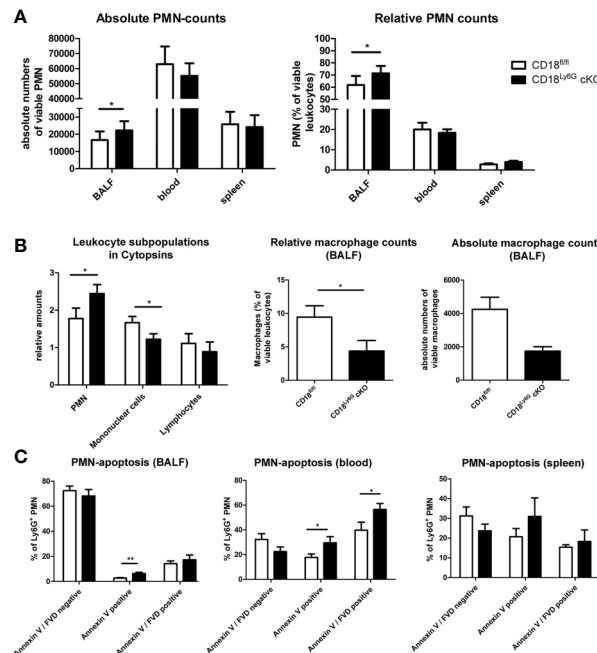 A
Absolute PMN-counts
absolute numbers
of viable PMN
80000
70000
60000
50000
40000
30000
20000
10000
0
*
BALF
blood
spleen
Relative PMN counts
PMN (% of viable
leukocytes)
100
80
60
40
20
10
0
*
BALF
blood
spleen
CD18fl/fl
CD18Ly6G cKO
B
Leukocyte subpopulations
in Cytopsins
relative amounts
3
2
1
0
*
*
PMN
Mononuclear cells
Lymphocytes
Relative macrophage counts
(BALF)
Macrophages (% of
viable leukocytes)
15
10
5
0
*
CD18fl/fl
CD18Ly6G cKO
Absolute macrophage count
(BALF)
absolute numbers of
viable macrophages
6000
4000
2000
0
CD18fl/fl
CD18Ly6G cKO
C
PMN-apoptosis (BALF)
% of Ly6G+ PMN
80
60
40
20
0
**
Annexin V / FVD negative
Annexin V positive
Annexin V / FVD positive
PMN-apoptosis (blood)
% of Ly6G+ PMN
80
60
40
20
0
*
*
Annexin V / FVD negative
Annexin V positive
Annexin V / FVD positive
PMN-apoptosis (spleen)
% of Ly6G+ PMN
50
40
30
20
10
0
Annexin V / FVD negative
Annexin V positive
Annexin V / FVD positive